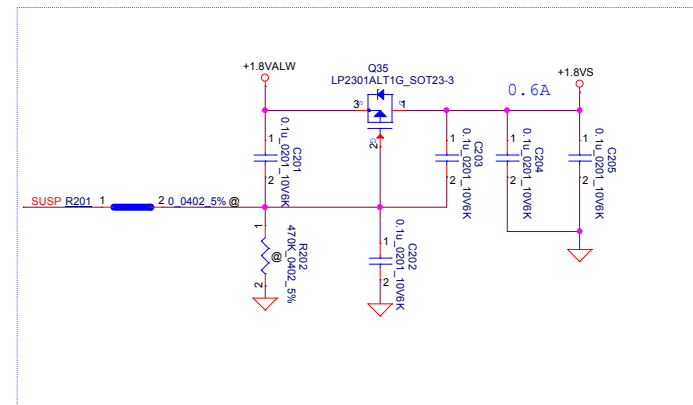 Q35
LP2301ALT1G_SOT23-3
+1.8VALW
+1.8VS
0.6A
3
1
2
1
2
C201
0.1u_0201_10V6K
1
2
C203
0.1u_0201_10V6K
1
2
C204
0.1u_0201_10V6K
1
2
C205
0.1u_0201_10V6K
SUSP R201 1 2 0_0402_5% @
1
2
@
R202
470K_0402_5%
1
2
C202
0.1u_0201_10V6K